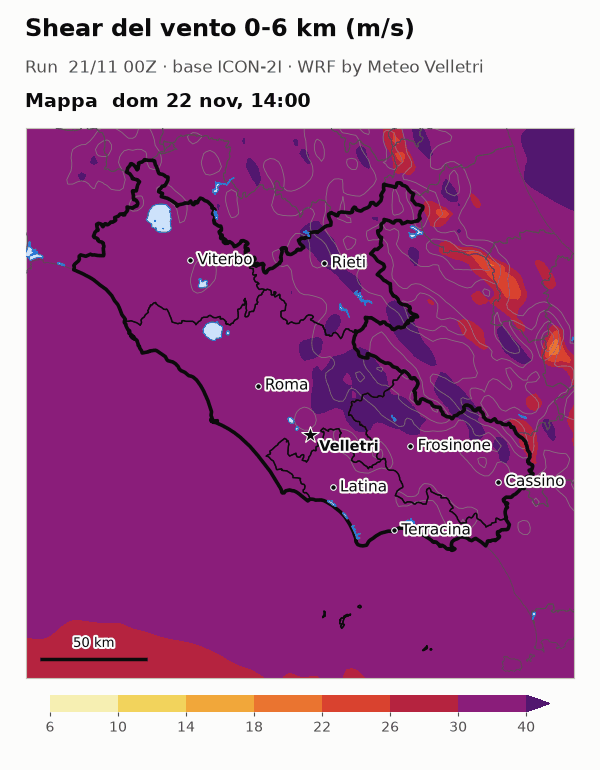 Shear del vento 0-6 km (m/s)
Run  21/11 00Z · base ICON-2I · WRF by Meteo Velletri
Mappa  dom 22 nov, 14:00
Viterbo
Rieti
Roma
Velletri
Frosinone
Latina
Cassino
Terracina
50 km
6 10 14 18 22 26 30 40